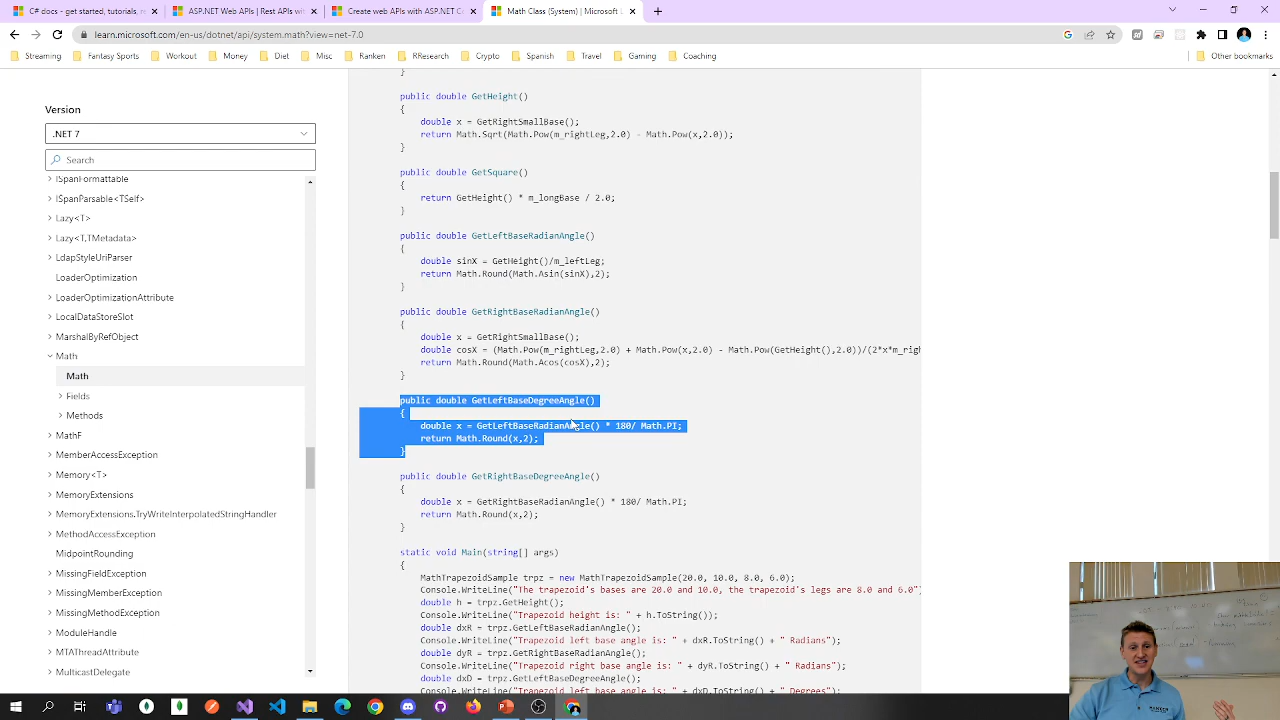 C# docs - get started, tutorials, r
ASP.NET Web APIs | Rest APIs wit
Create web APIs with ASP.NET C
Math Class (System) | Microsoft L
learn.microsoft.com/en-us/dotnet/api/system.math?view=net-7.0
Streaming
Fantasy Sports
Workout
Money
Diet
Misc
Ranken
RResearch
Crypto
Spanish
Trading
Gaming
Coaching
Other bookmarks
Version
.NET 7
Search
ISpanFormattable
ISpanParsable<TSelf>
Lazy<T>
Lazy<T,TMetadata>
LdapStyleUriParser
LoaderOptimization
LoaderOptimizationAttribute
LocalDataStoreSlot
MarshalByRefObject
Math
Math
Fields
Methods
MathF
MemberAccessException
Memory<T>
MemoryExtensions
MemoryExtensions.TryWriteInterpolatedStringHandler
MethodAccessException
MidpointRounding
MissingFieldException
MissingMemberException
MissingMethodException
ModuleHandle
MTAThreadAttribute
MulticastDelegate
}
public double GetHeight()
{
double x = GetRightSmallBase();
return Math.Sqrt(Math.Pow(m_rightLeg,2.0) - Math.Pow(x,2.0));
}
public double GetSquare()
{
return GetHeight() * m_longBase / 2.0;
}
public double GetLeftBaseRadianAngle()
{
double sinX = GetHeight()/m_leftLeg;
return Math.Round(Math.Asin(sinX),2);
}
public double GetRightBaseRadianAngle()
{
double x = GetRightSmallBase();
double cosX = (Math.Pow(m_rightLeg,2.0) + Math.Pow(x,2.0) - Math.Pow(GetHeight(),2.0))/(2*x*m_righ
return Math.Round(Math.Acos(cosX),2);
}
public double GetLeftBaseDegreeAngle()
{
double x = GetLeftBaseRadianAngle() * 180/ Math.PI;
return Math.Round(x,2);
}
public double GetRightBaseDegreeAngle()
{
double x = GetRightBaseRadianAngle() * 180/ Math.PI;
return Math.Round(x,2);
}
static void Main(string[] args)
{
MathTrapezoidSample trpz = new MathTrapezoidSample(20.0, 10.0, 8.0, 6.0);
Console.WriteLine("The trapezoid's bases are 20.0 and 10.0, the trapezoid's legs are 8.0 and 6.0")
double h = trpz.GetHeight();
Console.WriteLine("Trapezoid height is: " + h.ToString());
double dxR = trpz.GetLeftBaseRadianAngle();
Console.WriteLine("Trapezoid left base angle is: " + dxR.ToString() + " Radians");
double dyR = trpz.GetRightBaseRadianAngle();
Console.WriteLine("Trapezoid right base angle is: " + dyR.ToString() + " Radians");
double dxD = trpz.GetLeftBaseDegreeAngle();
Console.WriteLine("Trapezoid left base angle is: " + dxD.ToString() + " Degrees");